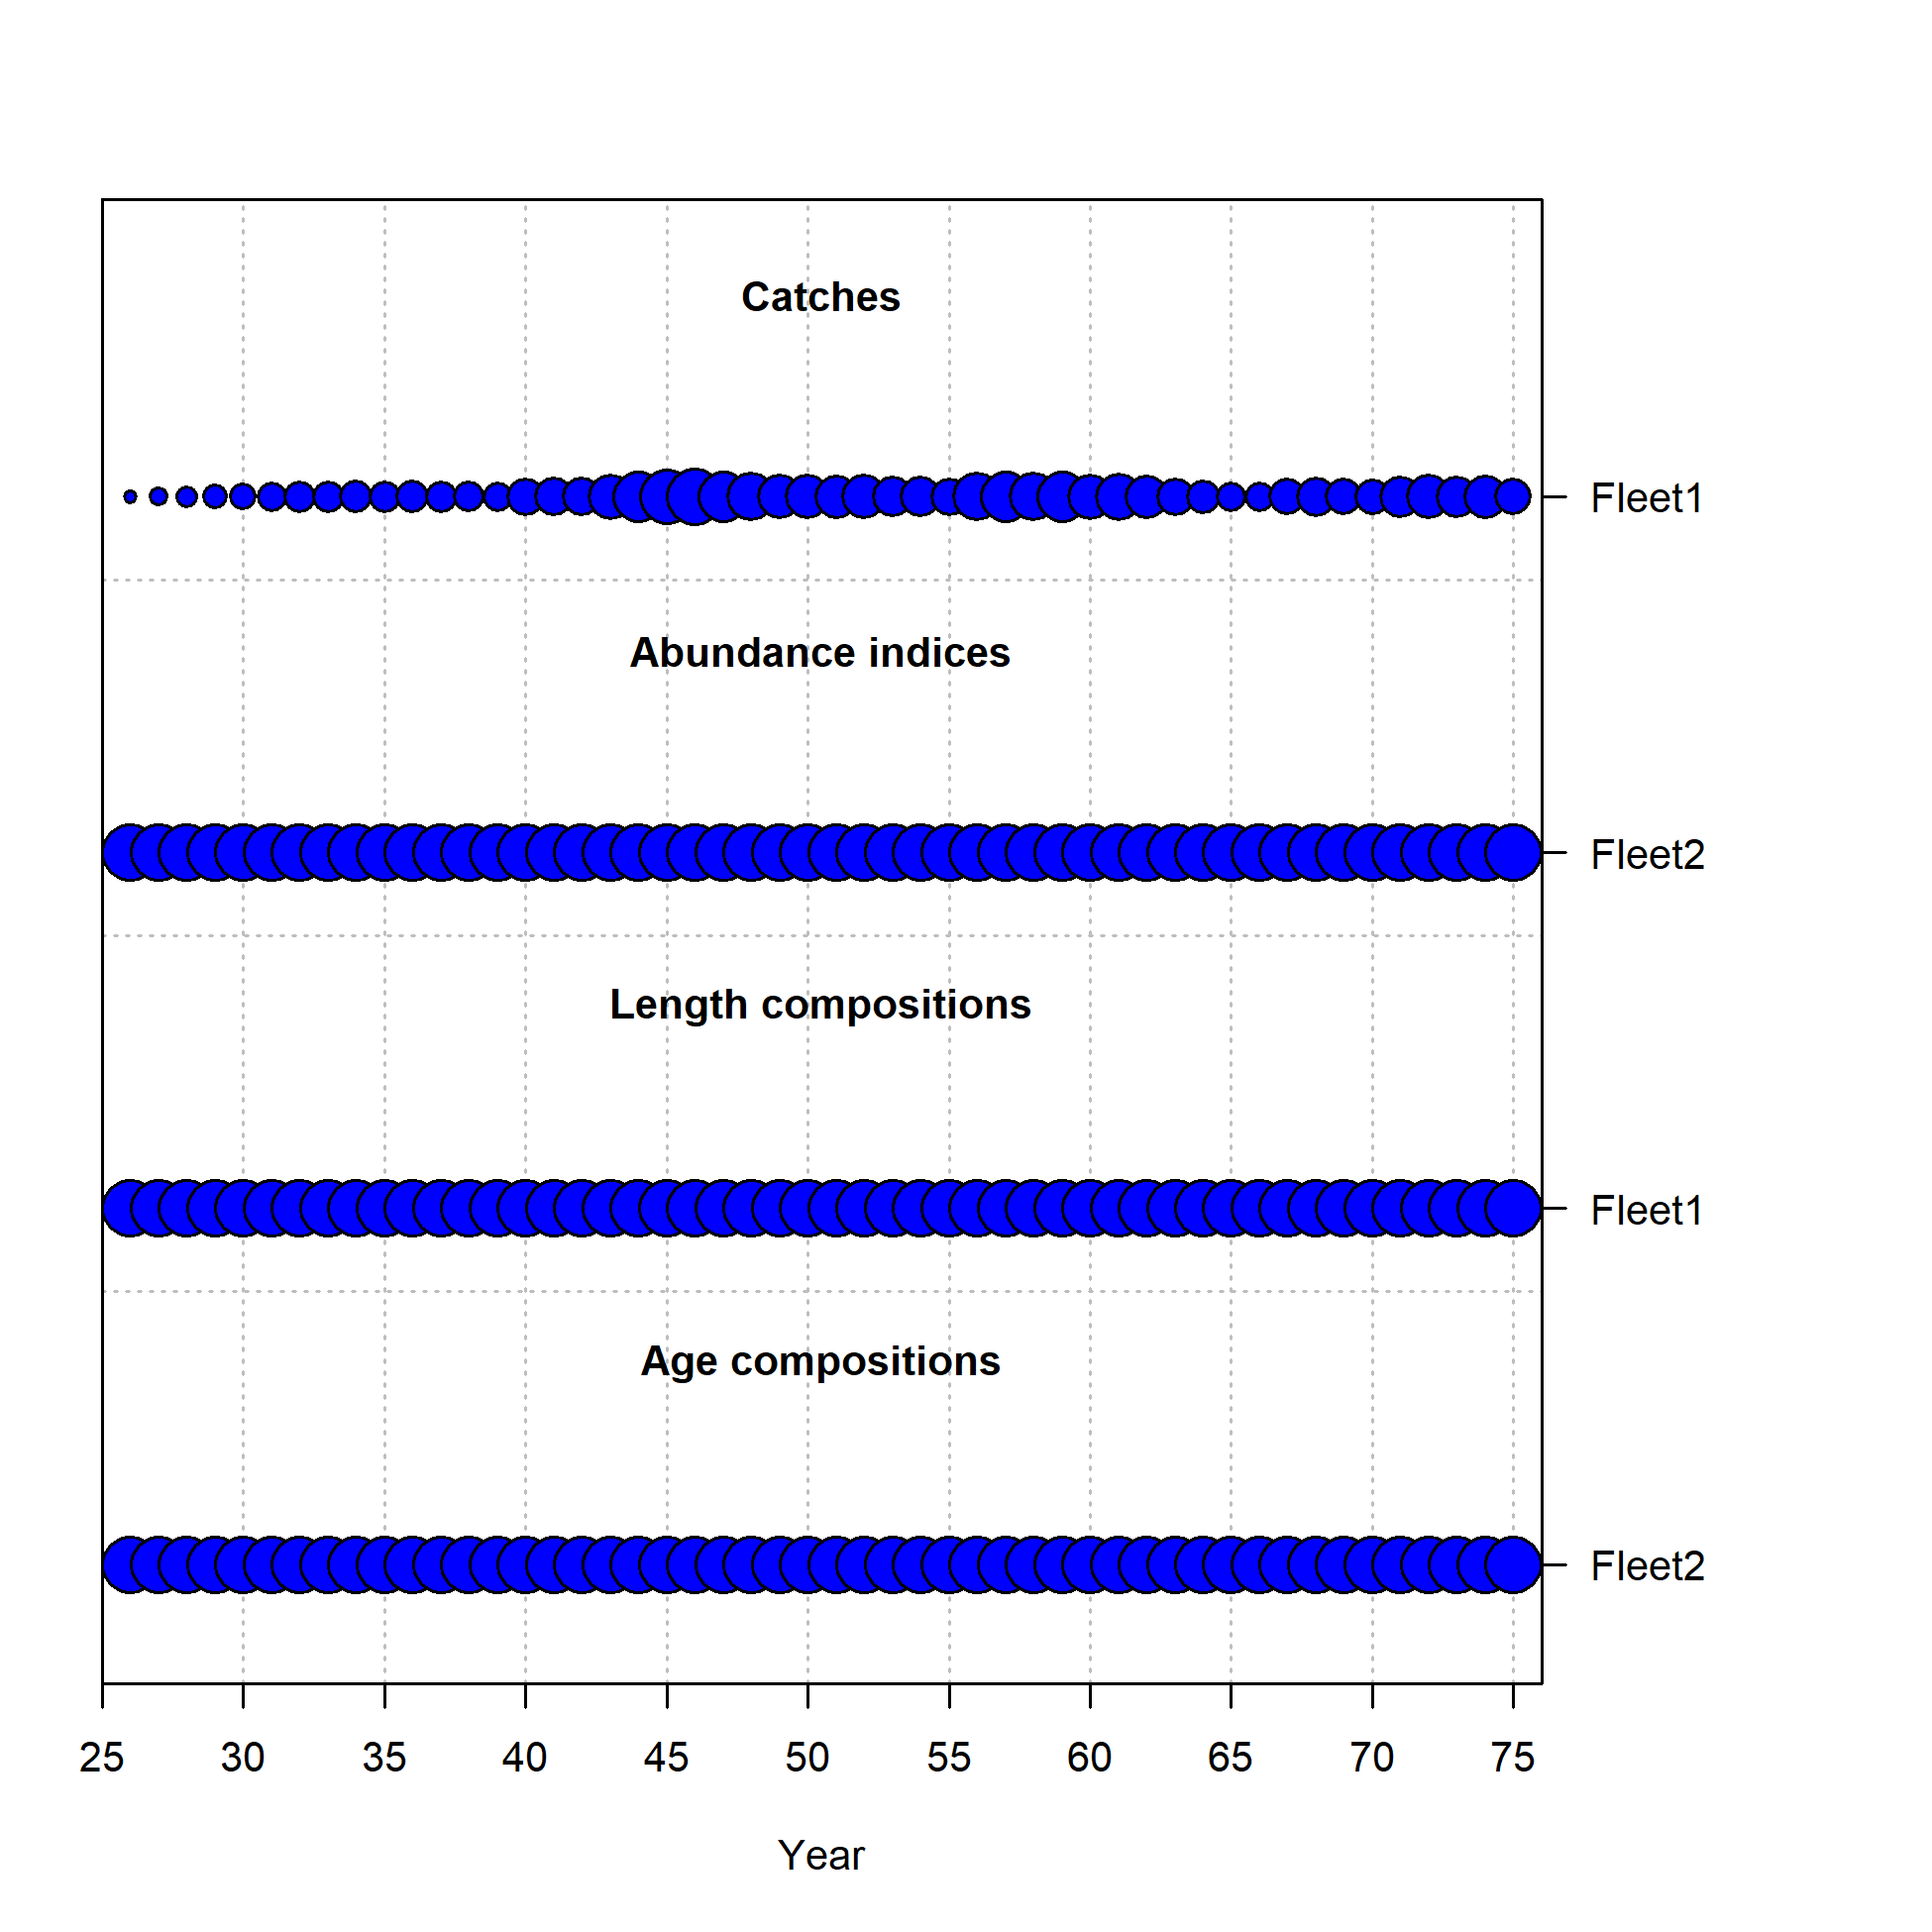 Catches
Fleet1
Abundance indices
Fleet2
Length compositions
Fleet1
Age compositions
Fleet2
25 30 35 40 45 50 55 60 65 70 75
Year